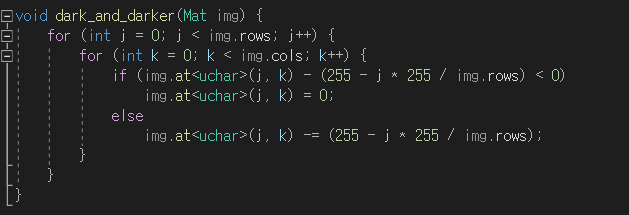 void dark_and_darker(Mat img) {
    for (int j = 0; j < img.rows; j++) {
        for (int k = 0; k < img.cols; k++) {
            if (img.at<uchar>(j, k) - (255 - j * 255 / img.rows) < 0)
                img.at<uchar>(j, k) = 0;
            else
                img.at<uchar>(j, k) -= (255 - j * 255 / img.rows);
        }
    }
}